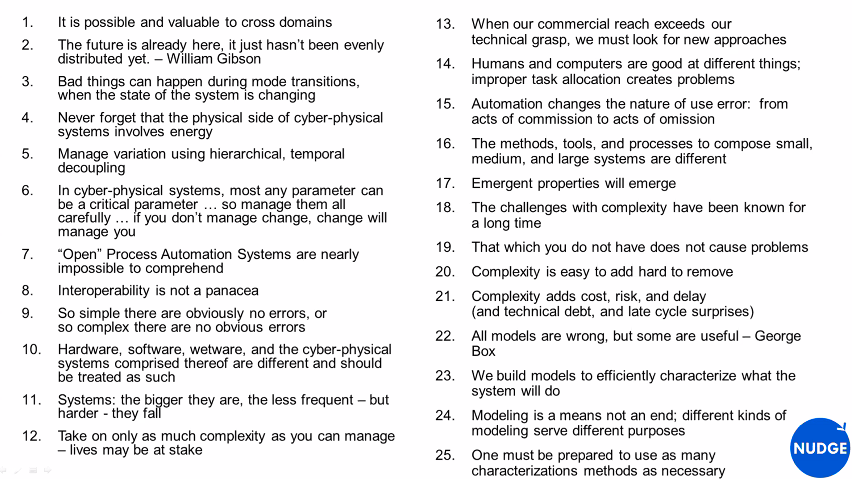 1. It is possible and valuable to cross domains
2. The future is already here, it just hasn't been evenly
distributed yet. – William Gibson
3. Bad things can happen during mode transitions,
when the state of the system is changing
4. Never forget that the physical side of cyber-physical
systems involves energy
5. Manage variation using hierarchical, temporal
decoupling
6. In cyber-physical systems, most any parameter can
be a critical parameter … so manage them all
carefully … if you don't manage change, change will
manage you
7. “Open” Process Automation Systems are nearly
impossible to comprehend
8. Interoperability is not a panacea
9. So simple there are obviously no errors, or
so complex there are no obvious errors
10. Hardware, software, wetware, and the cyber-physical
systems comprised thereof are different and should
be treated as such
11. Systems: the bigger they are, the less frequent – but
harder - they fall
12. Take on only as much complexity as you can manage
– lives may be at stake
13. When our commercial reach exceeds our
technical grasp, we must look for new approaches
14. Humans and computers are good at different things;
improper task allocation creates problems
15. Automation changes the nature of use error: from
acts of commission to acts of omission
16. The methods, tools, and processes to compose small,
medium, and large systems are different
17. Emergent properties will emerge
18. The challenges with complexity have been known for
a long time
19. That which you do not have does not cause problems
20. Complexity is easy to add hard to remove
21. Complexity adds cost, risk, and delay
(and technical debt, and late cycle surprises)
22. All models are wrong, but some are useful – George
Box
23. We build models to efficiently characterize what the
system will do
24. Modeling is a means not an end; different kinds of
modeling serve different purposes
25. One must be prepared to use as many
characterizations methods as necessary
NUDGE